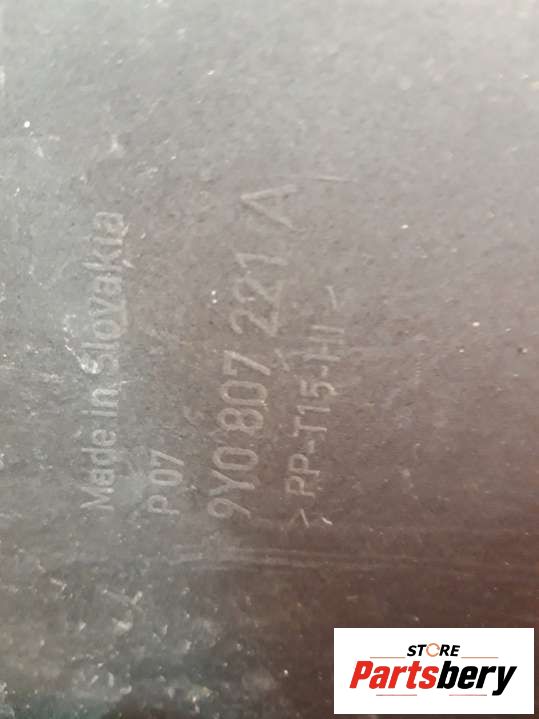 Made in Slovakia
P 07
9Y0 807 221 A
>PP-T15-HI<
STORE
Partsbery